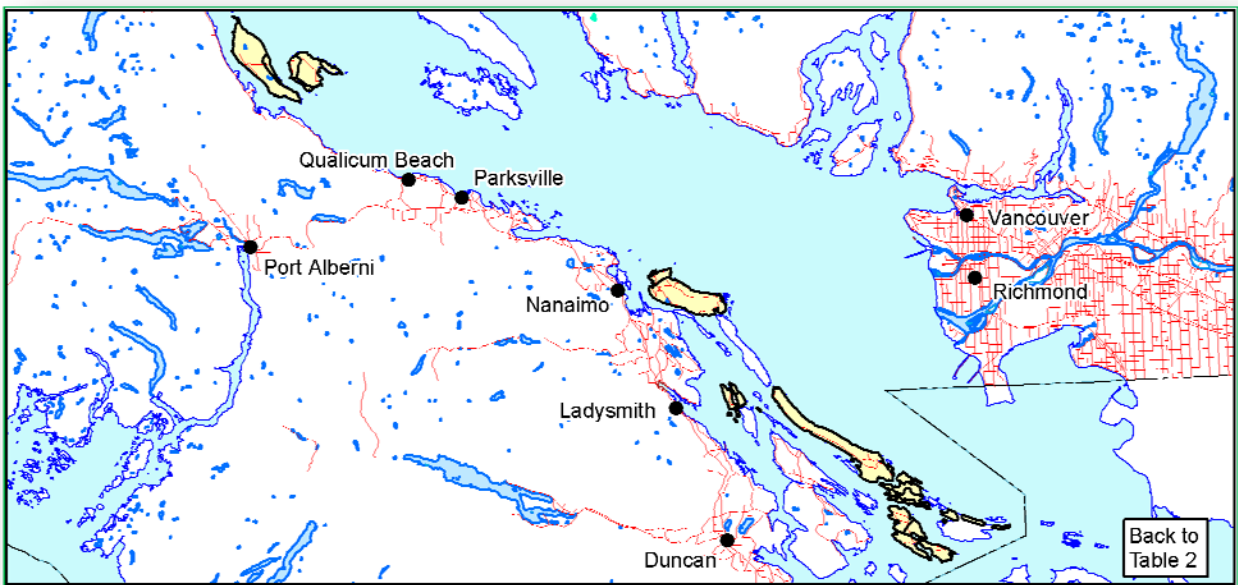 Qualicum Beach
Parksville
Vancouver
Port Alberni
Richmond
Nanaimo
Ladysmith
Duncan
Back to
Table 2